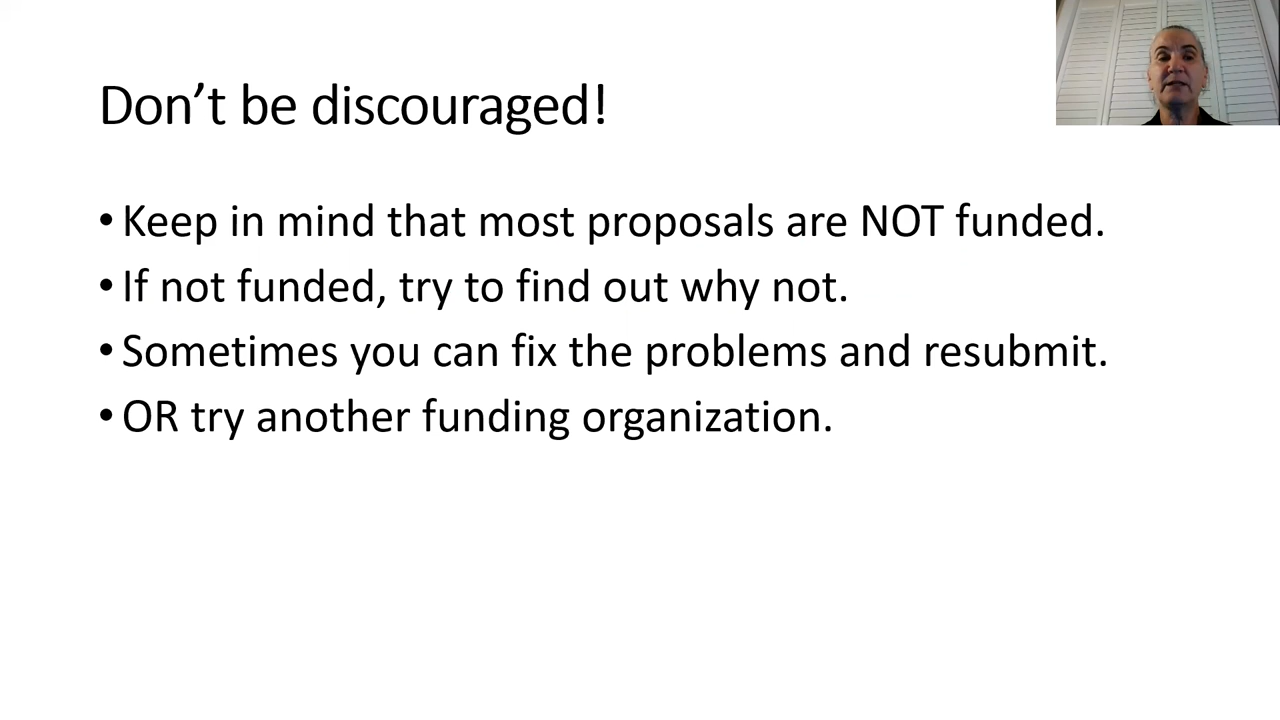 Don’t be discouraged!
• Keep in mind that most proposals are NOT funded.
• If not funded, try to find out why not.
• Sometimes you can fix the problems and resubmit.
• OR try another funding organization.